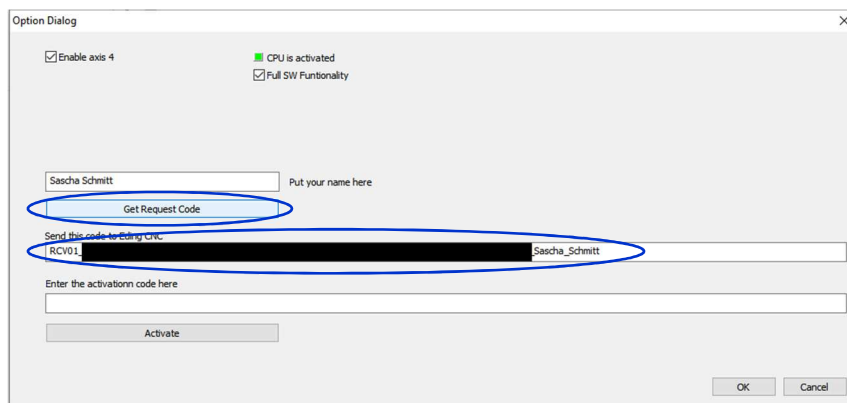 Option Dialog
Enable axis 4
CPU is activated
Full SW Funtionality
Sascha Schmitt
Put your name here
Get Request Code
Send this code to Eding CNC
RCV01_ _Sascha_Schmitt
Enter the activationn code here
Activate
OK Cancel